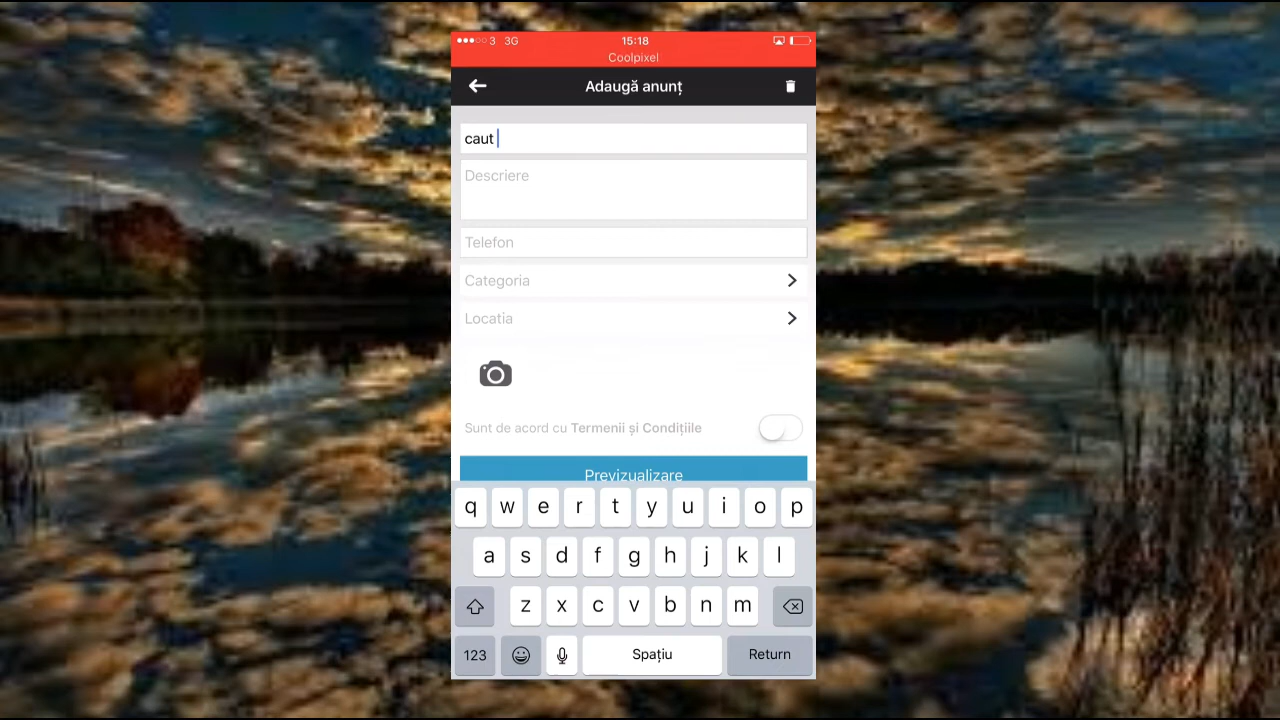 3 3G 15:18
Coolpixel
Adaugă anunț
caut
Descriere
Telefon
Categoria
Locatia
Sunt de acord cu Termenii și Condițiile
Previzualizare
q w e r t y u i o p
a s d f g h j k l
z x c v b n m
123 Spațiu Return